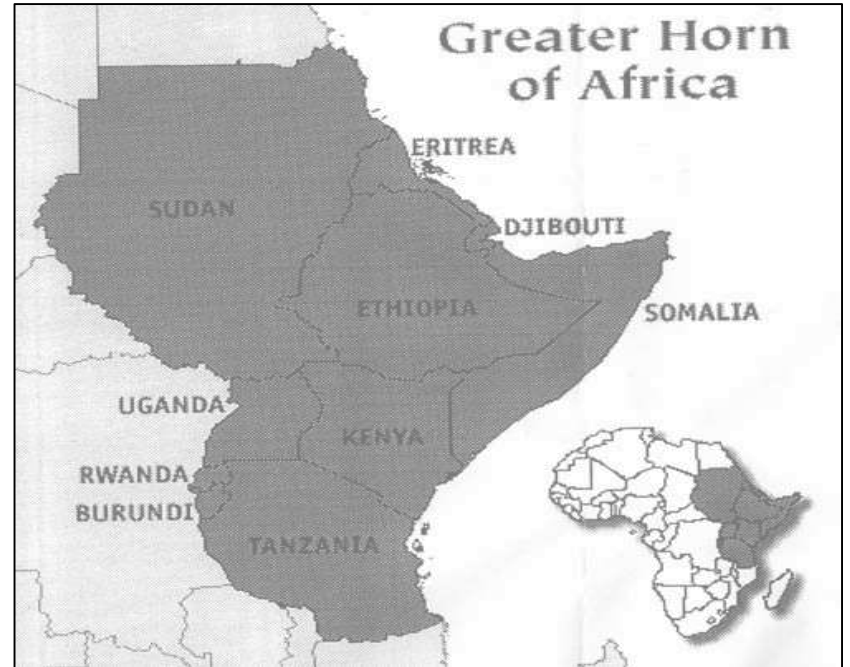 Greater Horn
of Africa
ERITREA
SUDAN
DJIBOUTI
ETHIOPIA
SOMALIA
UGANDA
KENYA
RWANDA
BURUNDI
TANZANIA